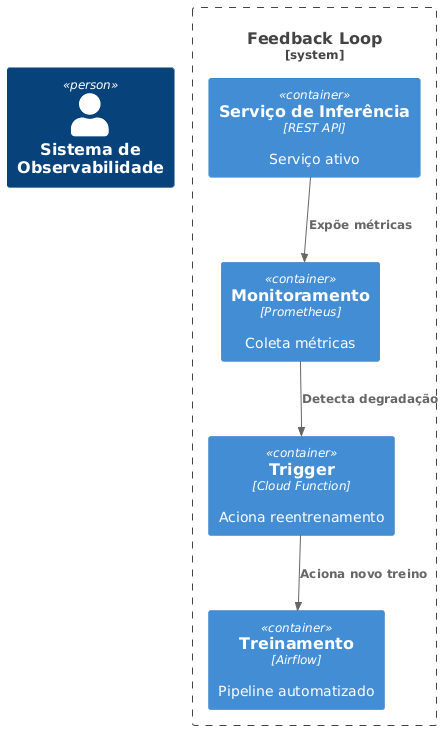 Feedback Loop
[system]
«person»
Sistema de
Observabilidade
«container»
Serviço de Inferência
[REST API]
Serviço ativo
Expõe métricas
«container»
Monitoramento
[Prometheus]
Coleta métricas
Detecta degradação
«container»
Trigger
[Cloud Function]
Aciona reentrenamento
Aciona novo treino
«container»
Treinamento
[Airflow]
Pipeline automatizado